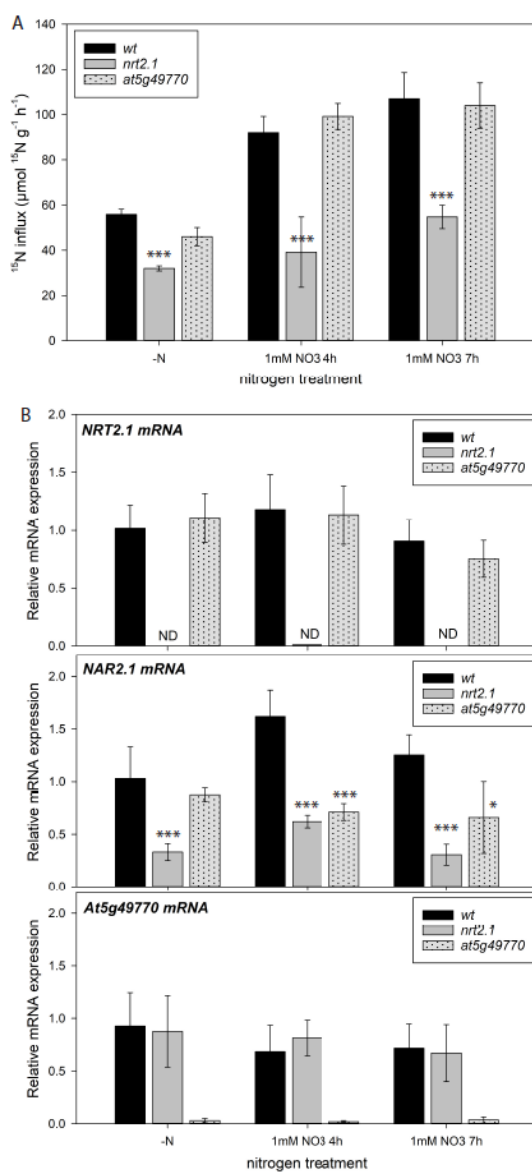 A
140
120
100
80
60
40
20
0
¹⁵N influx (µmol ¹⁵N g⁻¹ h⁻¹)
wt
nrt2.1
at5g49770
***
***
***
-N
1mM NO3 4h
1mM NO3 7h
nitrogen treatment
B
2.0
1.5
1.0
0.5
0.0
Relative mRNA expression
NRT2.1 mRNA
wt
nrt2.1
at5g49770
ND
ND
ND
2.0
1.5
1.0
0.5
0.0
Relative mRNA expression
NAR2.1 mRNA
wt
nrt2.1
at5g49770
***
***
***
***
*
2.0
1.5
1.0
0.5
0.0
Relative mRNA expression
At5g49770 mRNA
wt
nrt2.1
at5g49770
-N
1mM NO3 4h
1mM NO3 7h
nitrogen treatment